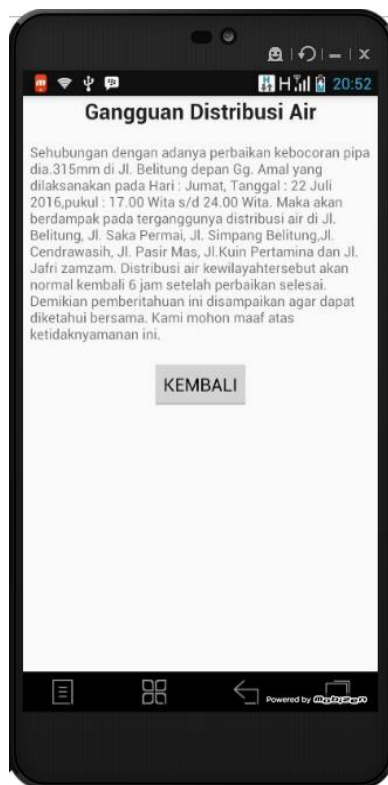 H 20:52
Gangguan Distribusi Air
Sehubungan dengan adanya perbaikan kebocoran pipa
dia.315mm di Jl. Belitung depan Gg. Amal yang
dilaksanakan pada Hari : Jumat, Tanggal : 22 Juli
2016,pukul : 17.00 Wita s/d 24.00 Wita. Maka akan
berdampak pada terganggunya distribusi air di Jl.
Belitung, Jl. Saka Permai, Jl. Simpang Belitung,Jl.
Cendrawasih, Jl. Pasir Mas, Jl.Kuin Pertamina dan Jl.
Jafri zamzam. Distribusi air kewilayahtersebut akan
normal kembali 6 jam setelah perbaikan selesai.
Demikian pemberitahuan ini disampaikan agar dapat
diketahui bersama. Kami mohon maaf atas
ketidaknyamanan ini.
KEMBALI
Powered by Mobizen